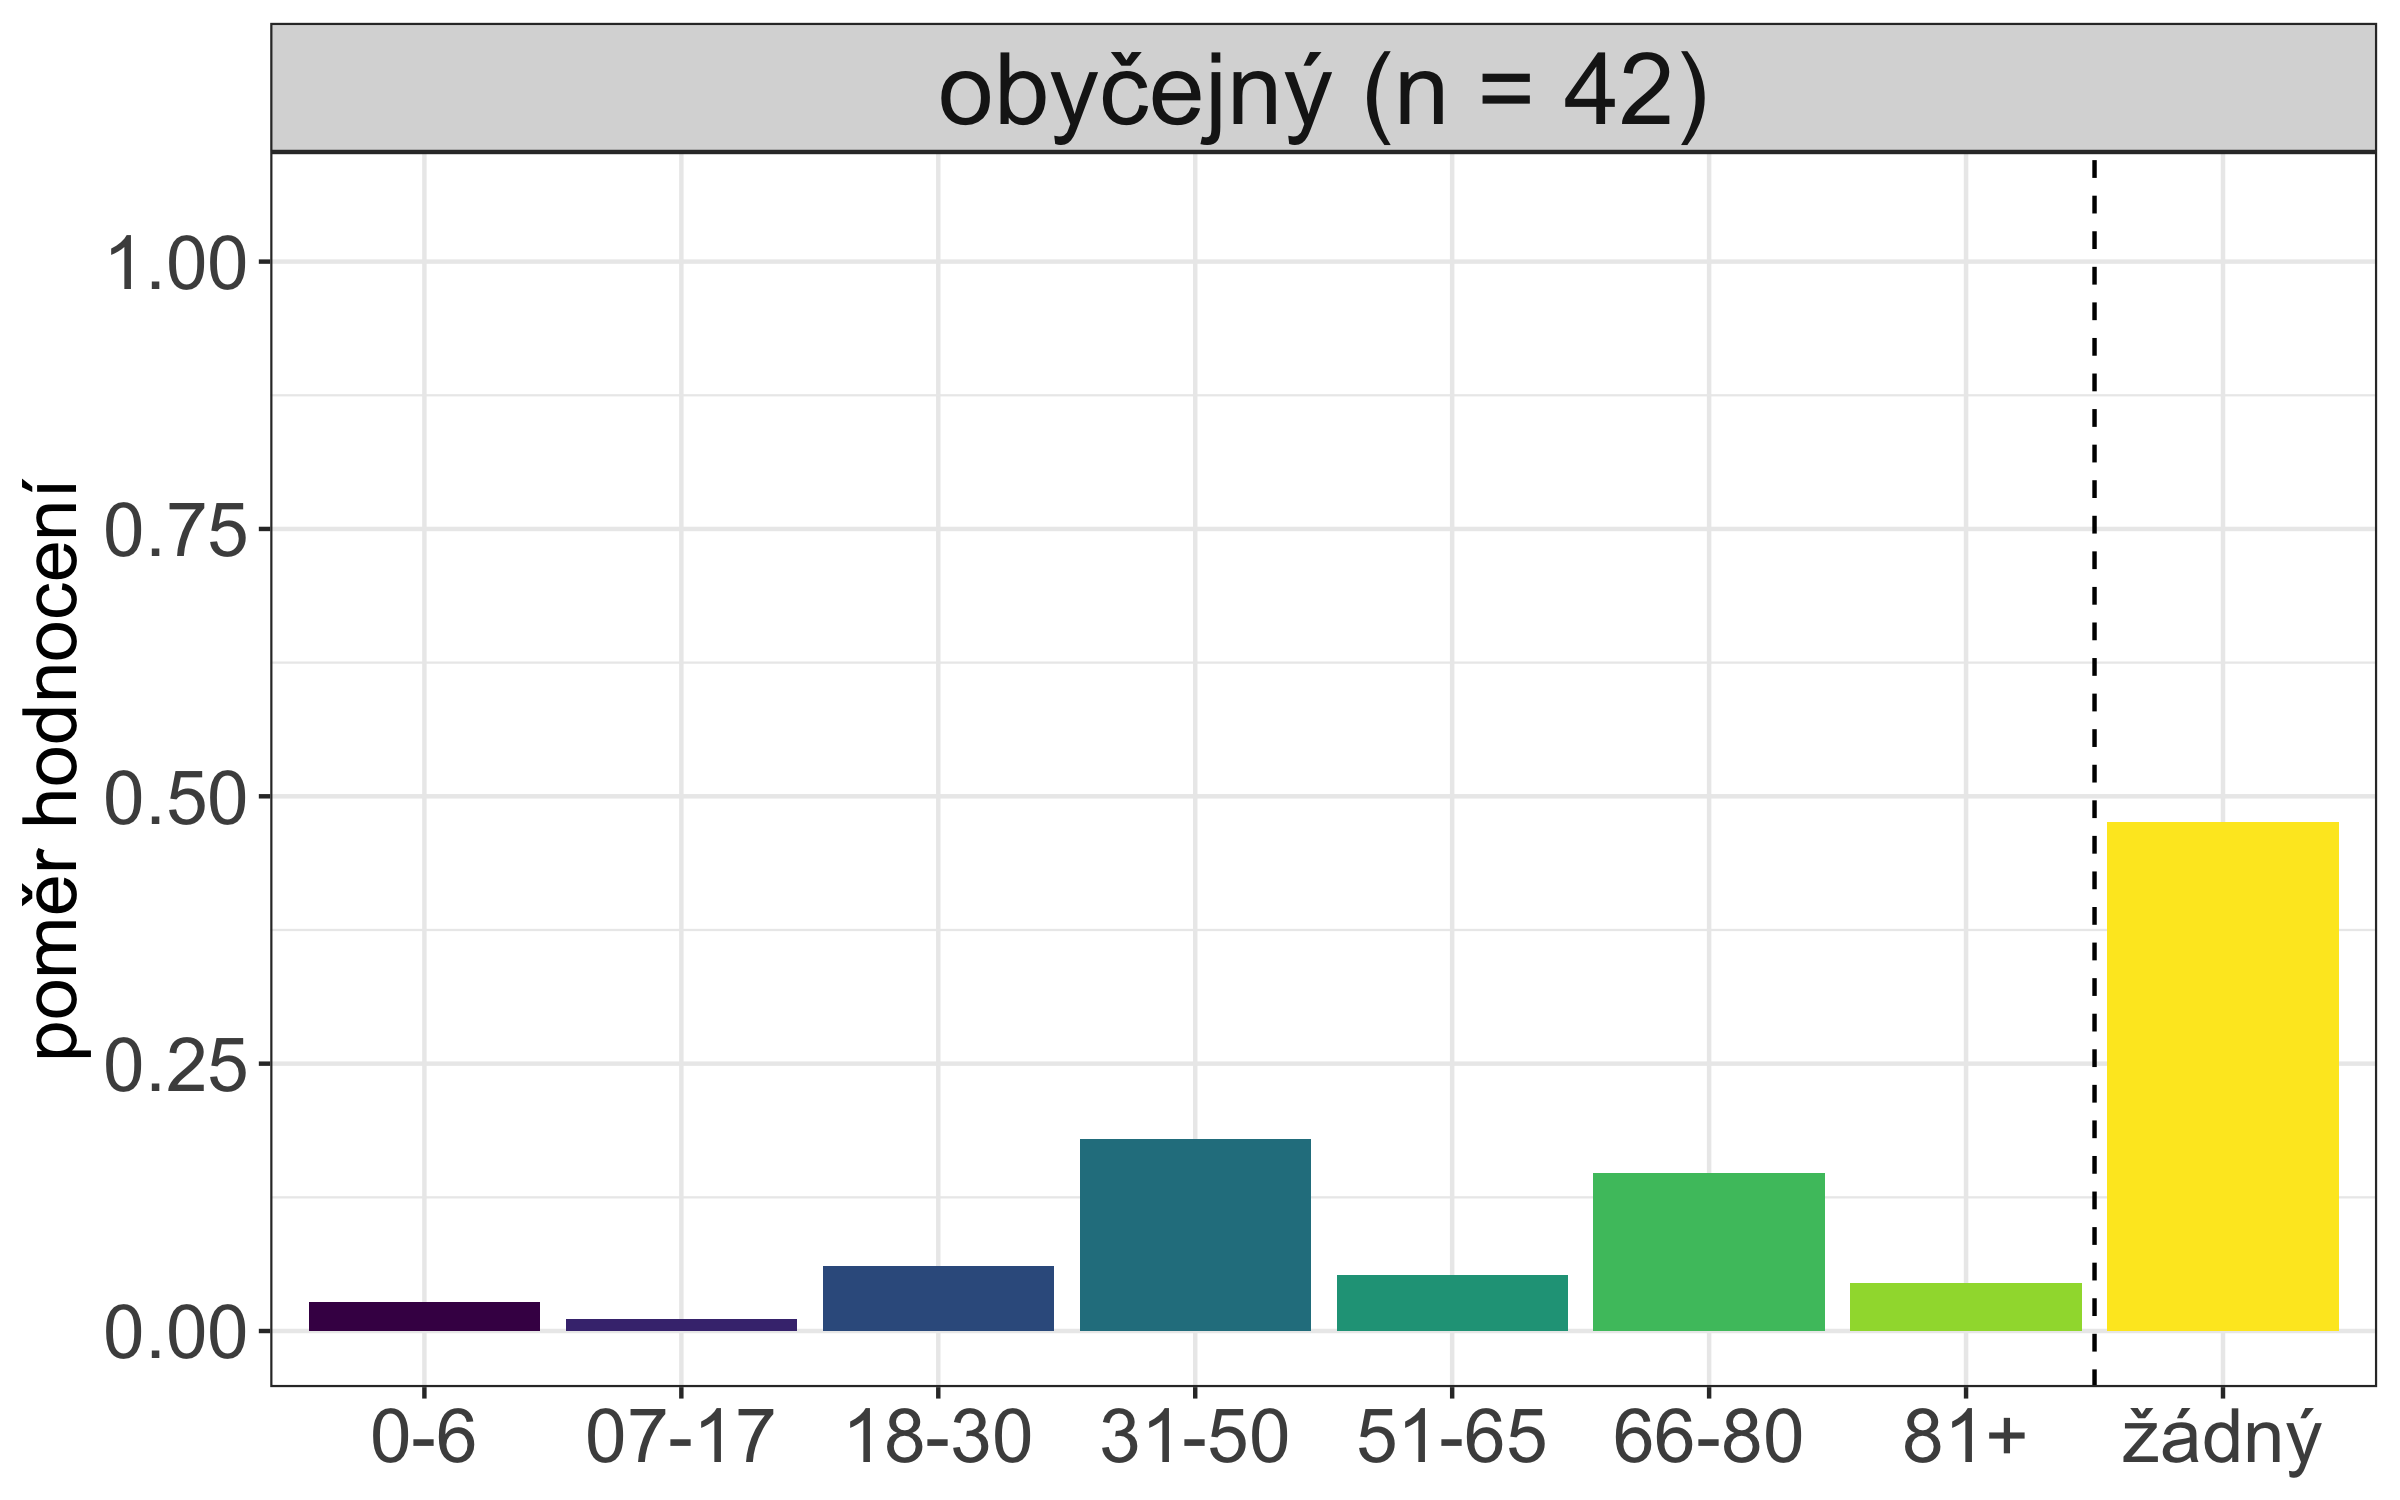 obyčejný (n = 42)
poměr hodnocení
1.00
0.75
0.50
0.25
0.00
0-6 07-17 18-30 31-50 51-65 66-80 81+ žádný